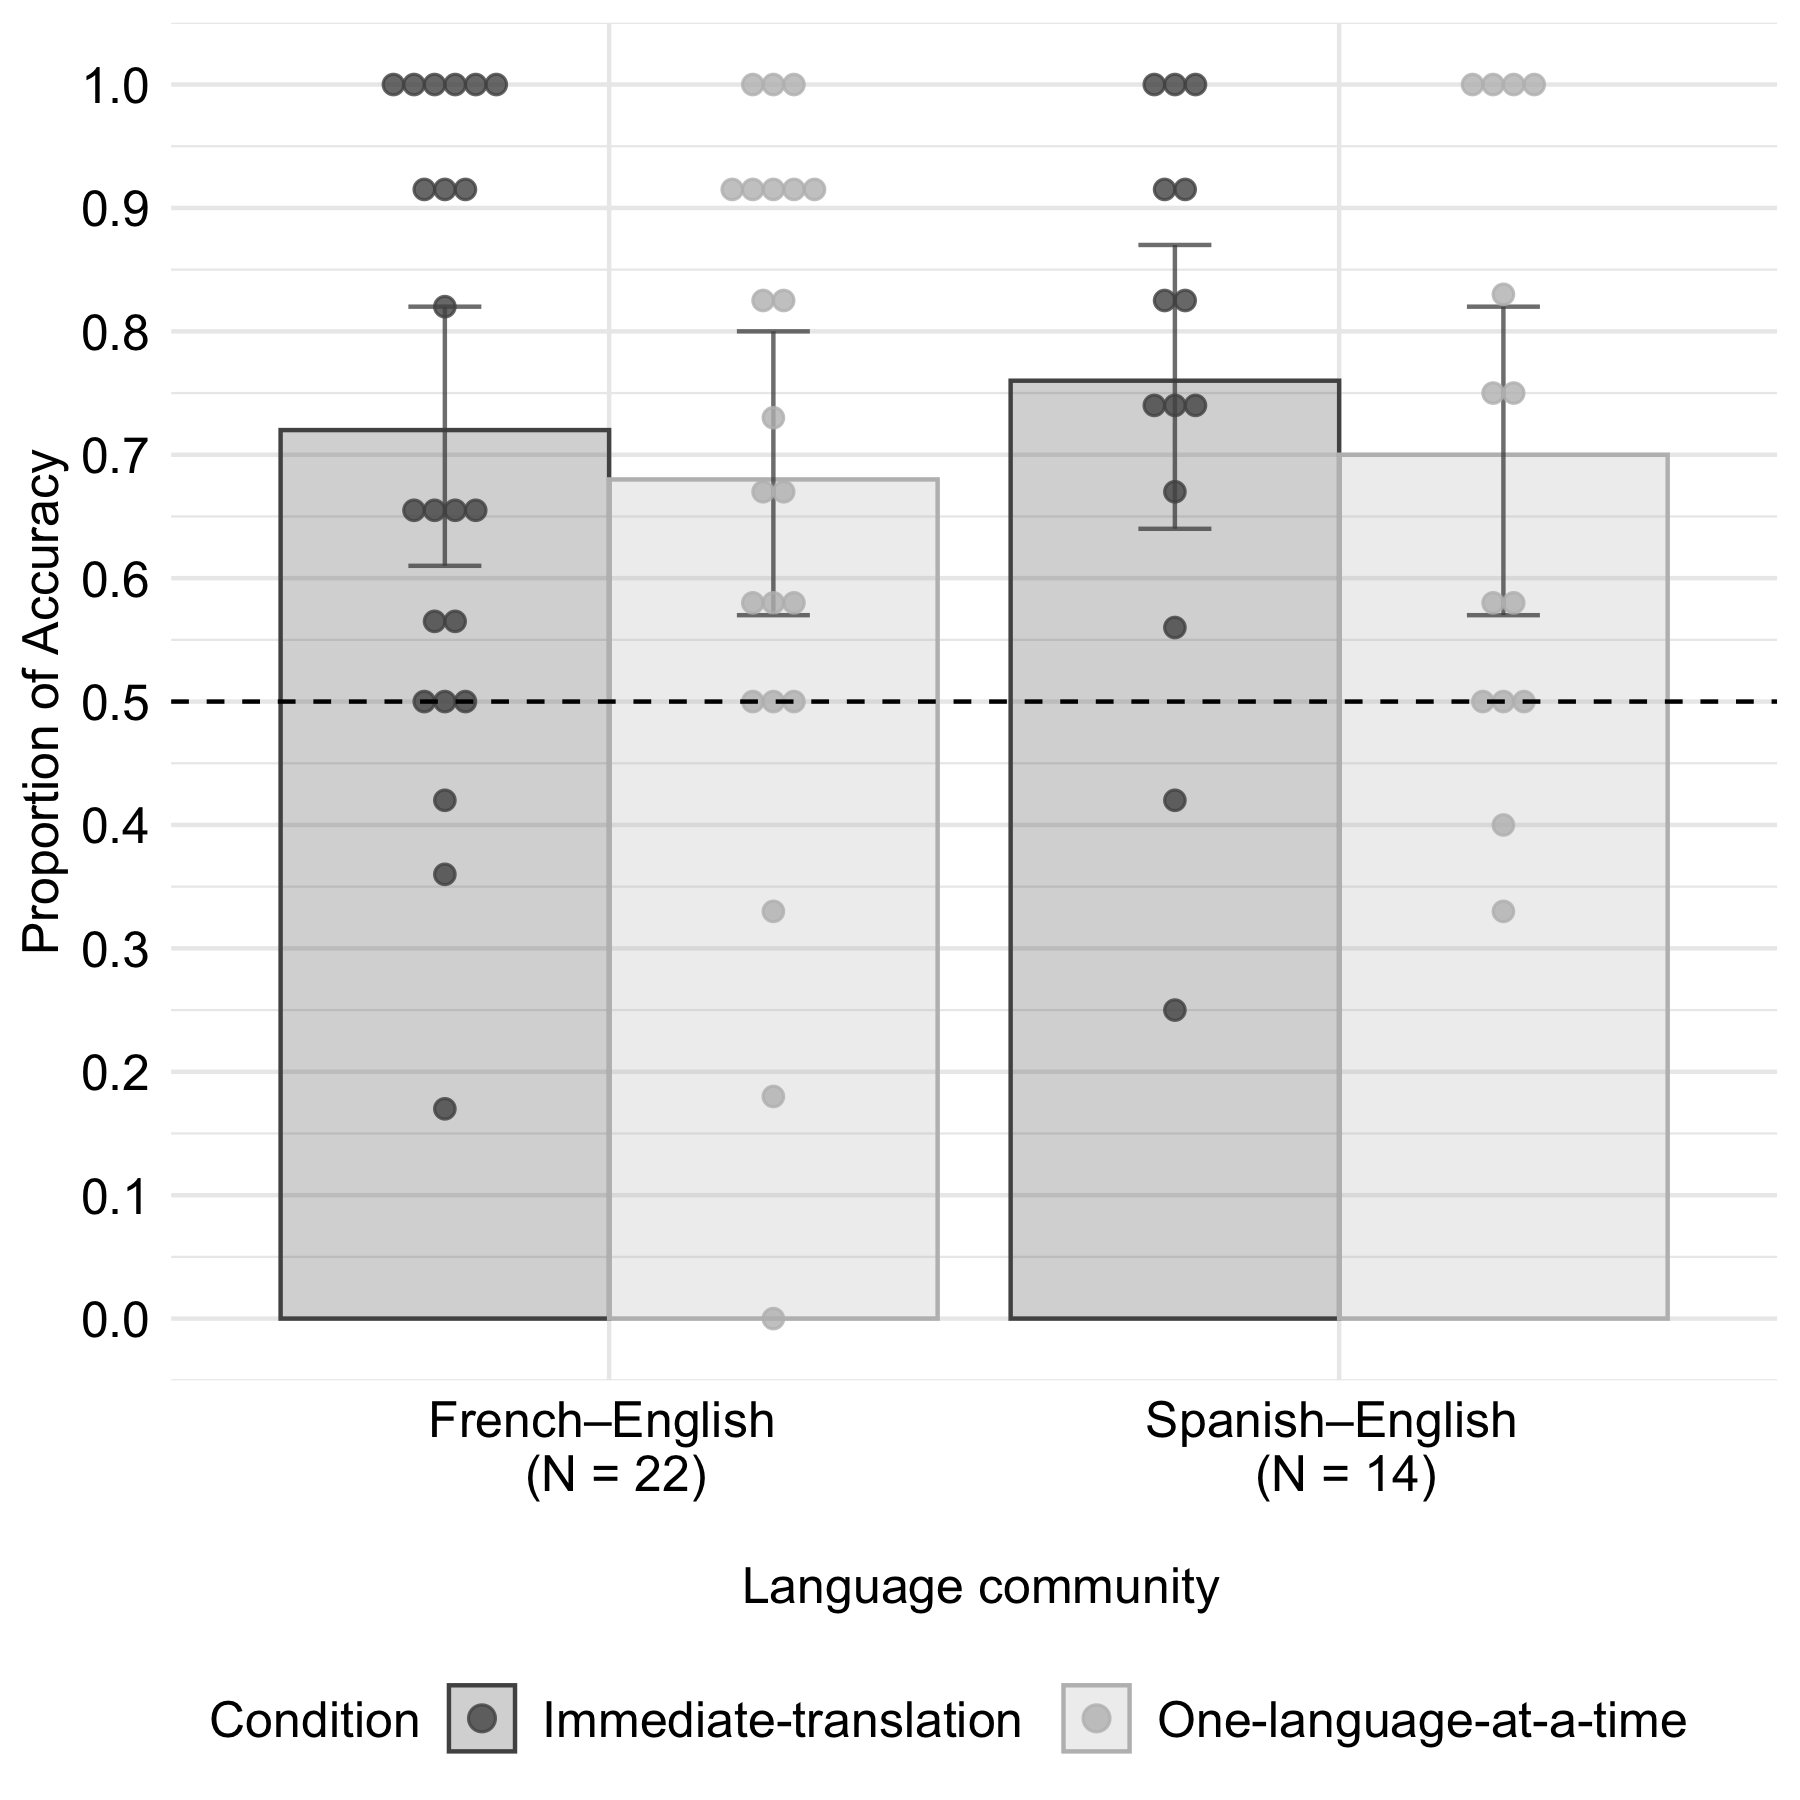 Proportion of Accuracy
1.0
0.9
0.8
0.7
0.6
0.5
0.4
0.3
0.2
0.1
0.0
French–English
(N = 22)
Spanish–English
(N = 14)
Language community
Condition
Immediate-translation
One-language-at-a-time